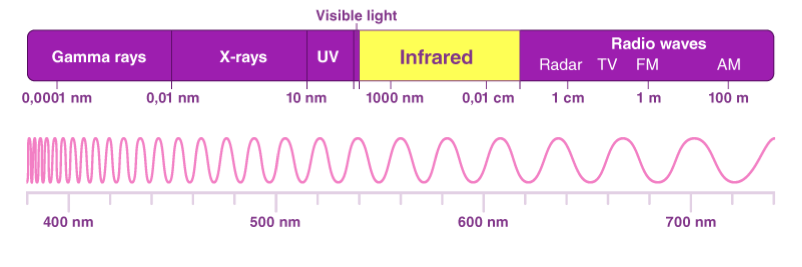 Visible light
Gamma rays X-rays UV Infrared Radio waves
Radar TV FM AM
0,0001 nm 0,01 nm 10 nm 1000 nm 0,01 cm 1 cm 1 m 100 m
400 nm 500 nm 600 nm 700 nm